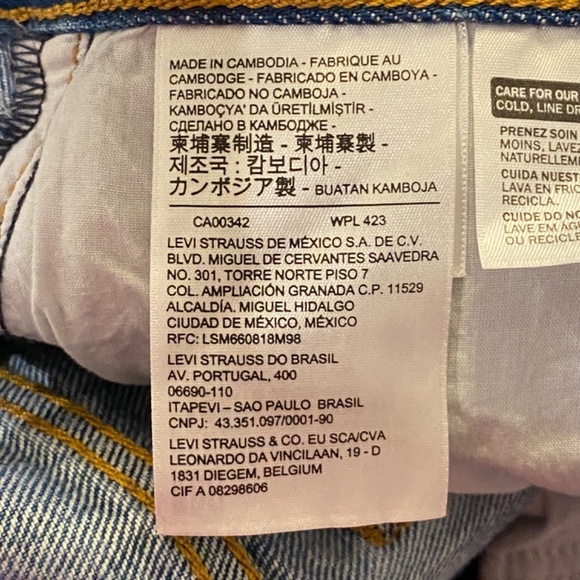 MADE IN CAMBODIA - FABRIQUE AU
CAMBODGE - FABRICADO EN CAMBOYA -
FABRICADO NO CAMBOJA -
KAMBOÇYA' DA ÜRETİLMİŞTİR -
СДЕЛАНО В КАМБОДЖЕ -
柬埔寨制造 - 柬埔寨製 -
제조국 : 캄보디아 -
カンボジア製 - BUATAN KAMBOJA
CA00342 WPL 423
LEVI STRAUSS DE MÉXICO S.A. DE C.V.
BLVD. MIGUEL DE CERVANTES SAAVEDRA
NO. 301, TORRE NORTE PISO 7
COL. AMPLIACIÓN GRANADA C.P. 11529
ALCALDÍA. MIGUEL HIDALGO
CIUDAD DE MÉXICO, MÉXICO
RFC: LSM660818M98
LEVI STRAUSS DO BRASIL
AV. PORTUGAL, 400
06690-110
ITAPEVI – SAO PAULO BRASIL
CNPJ: 43.351.097/0001-90
LEVI STRAUSS & CO. EU SCA/CVA
LEONARDO DA VINCILAAN, 19 - D
1831 DIEGEM, BELGIUM
CIF A 08298606
CARE FOR OUR
COLD, LINE DR
PRENEZ SOIN
MOINS, LAVEZ
NATURELLEME
CUIDA NUEST
LAVA EN FRIO
RECICLA.
CUIDE DO NO
LAVE EM ÁGU
OU RECICLE